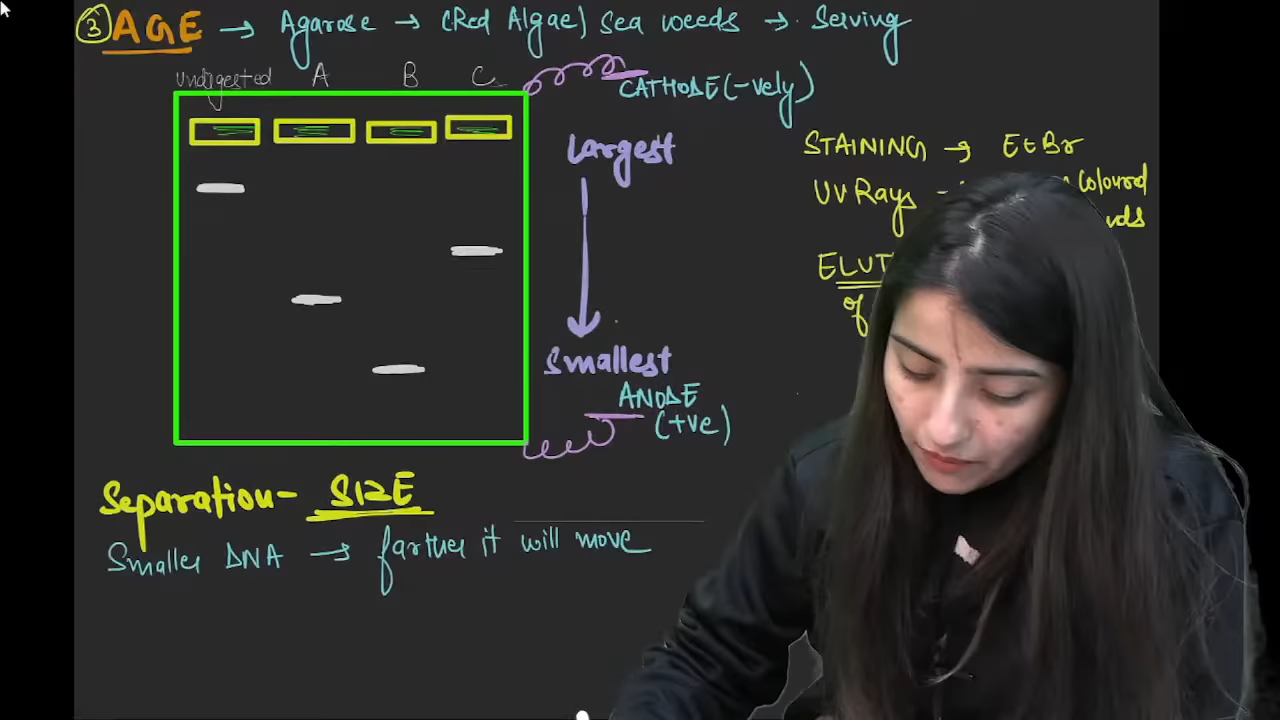 ③ AGE → Agarose → (Red Algae) Sea weeds → Serving
undigested A B C
CATHODE (-vely)
Largest
Smallest
ANODE
(+ve)
STAINING → EtBr
UV Rays - Coloured
ELUT
of
Separation- SIZE
Smaller DNA → farther it will move